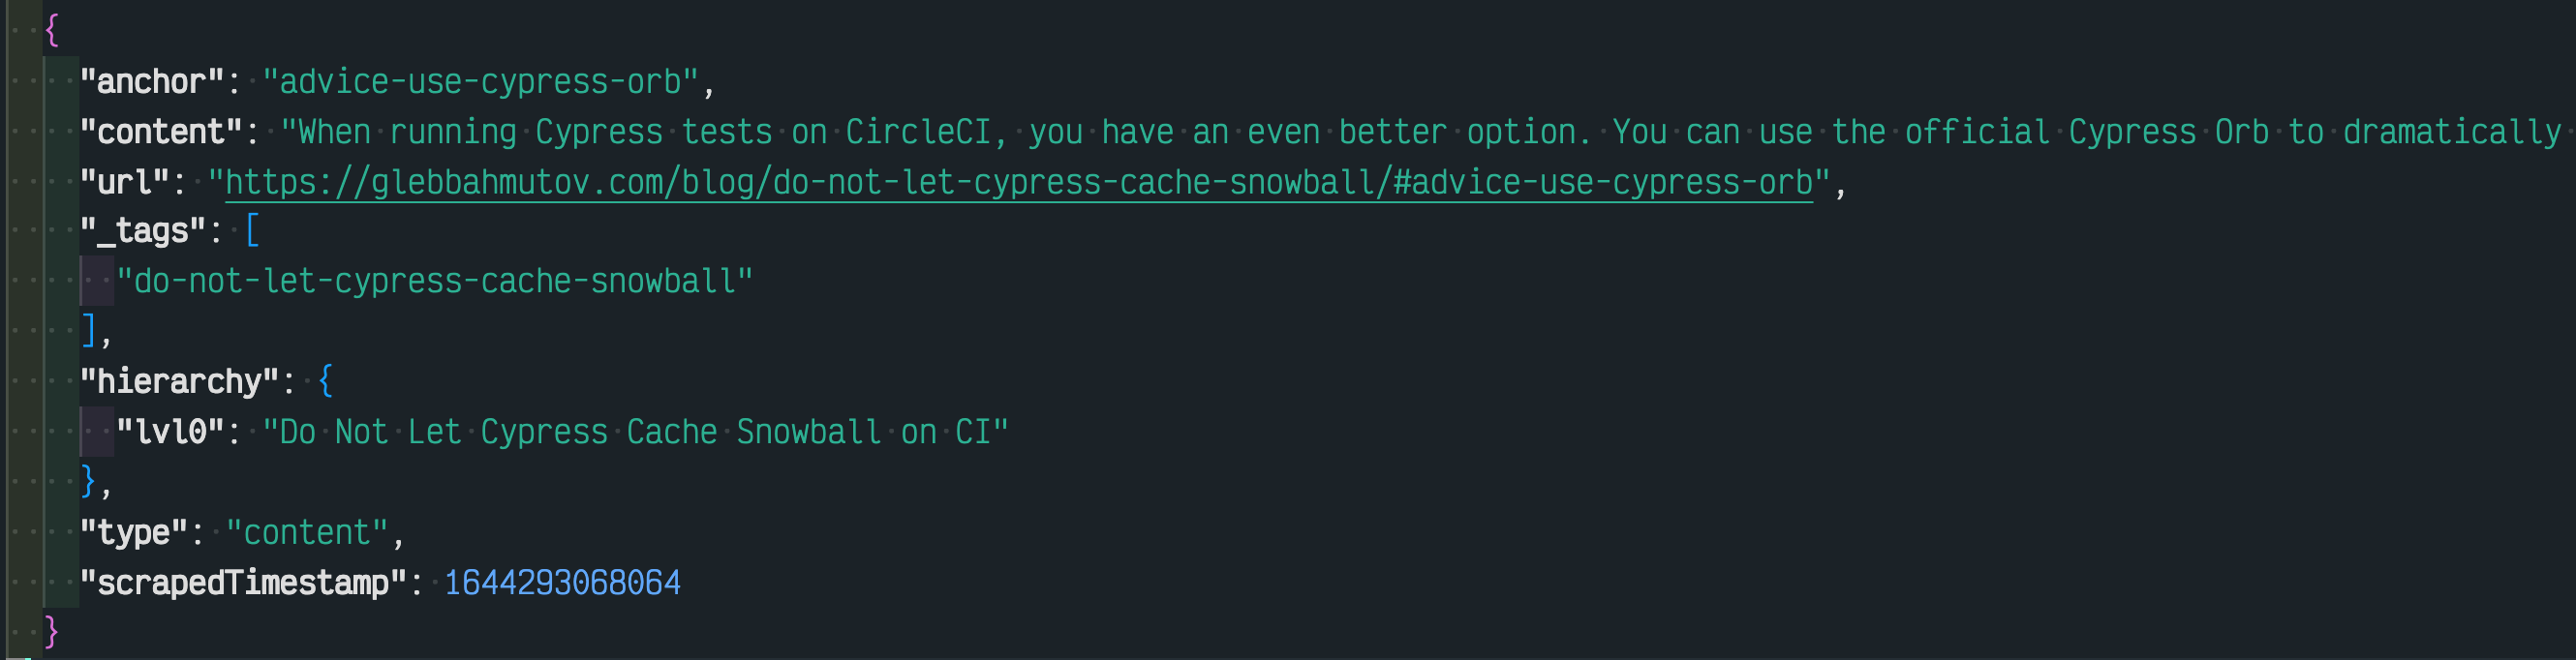 {
"anchor": "advice-use-cypress-orb",
"content": "When running Cypress tests on CircleCI, you have an even better option. You can use the official Cypress Orb to dramatically
"url": "https://glebbahmutov.com/blog/do-not-let-cypress-cache-snowball/#advice-use-cypress-orb",
"_tags": [
"do-not-let-cypress-cache-snowball"
],
"hierarchy": {
"lvl0": "Do Not Let Cypress Cache Snowball on CI"
},
"type": "content",
"scrapedTimestamp": 1644293068064
}